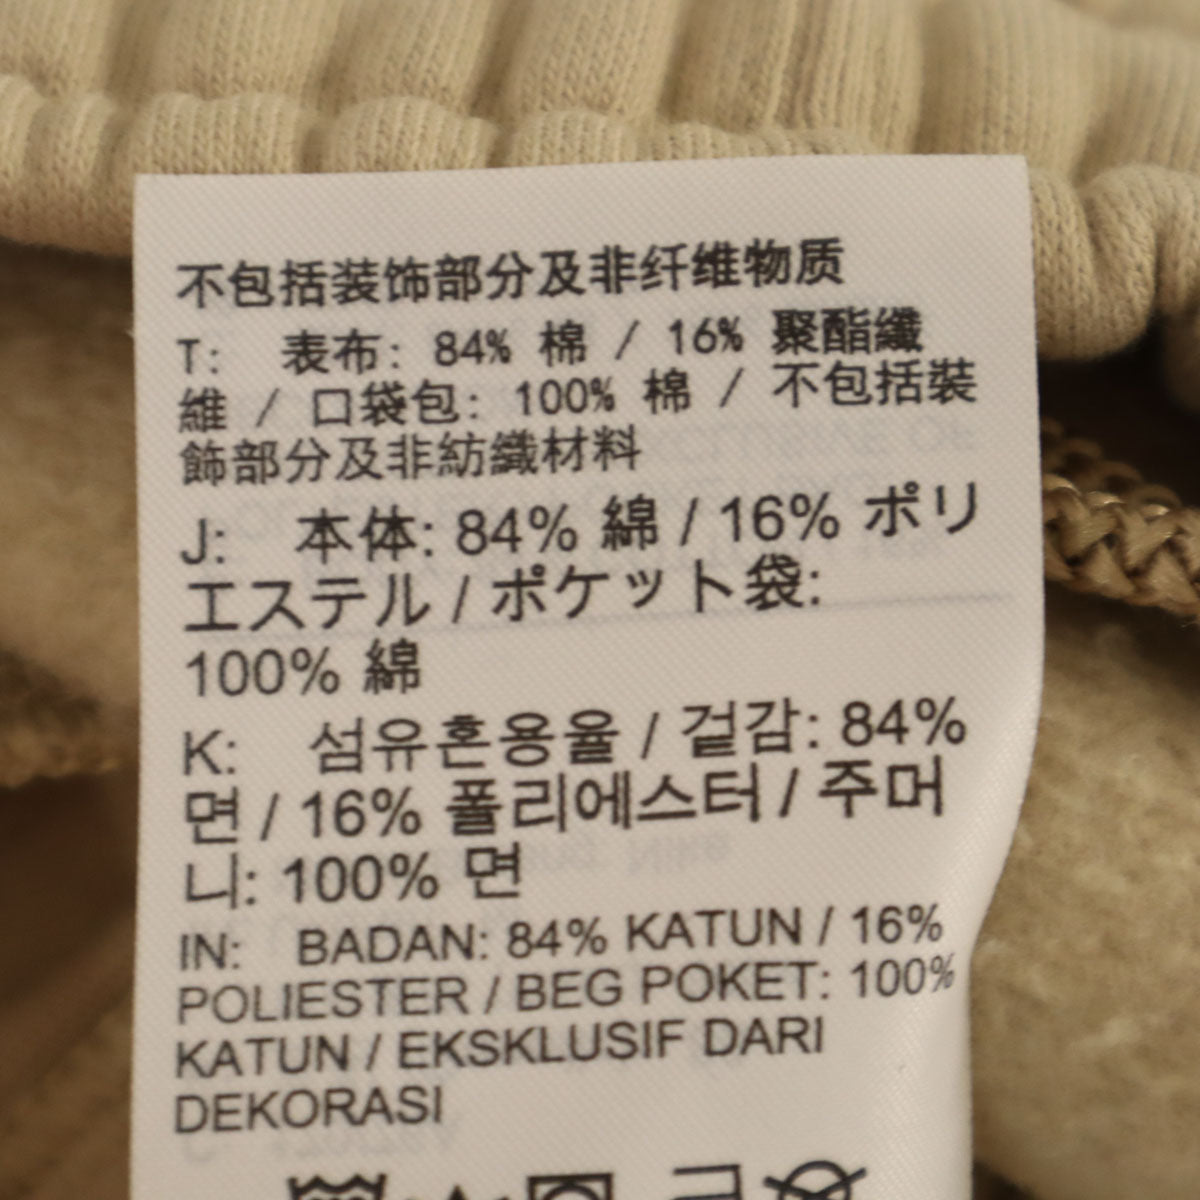 不包括装饰部分及非纤维物质
T: 表布: 84% 棉 / 16% 聚酯纖
維 / 口袋包: 100% 棉 / 不包括裝
飾部分及非紡織材料
J: 本体: 84% 綿 / 16% ポリ
エステル / ポケット袋:
100% 綿
K: 섬유혼용율 / 겉감: 84%
면 / 16% 폴리에스터 / 주머
니: 100% 면
IN: BADAN: 84% KATUN / 16%
POLIESTER / BEG POKET: 100%
KATUN / EKSKLUSIF DARI
DEKORASI